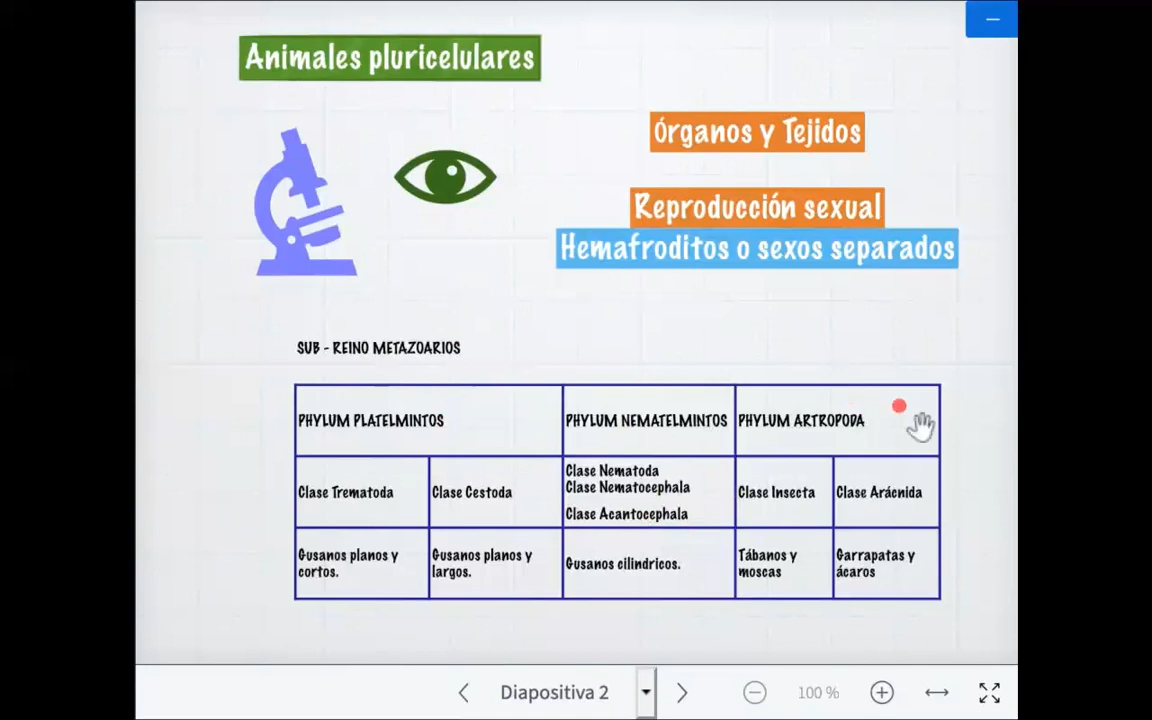 Animales pluricelulares
Órganos y Tejidos
Reproducción sexual
Hemafroditos o sexos separados
SUB - REINO METAZOARIOS
PHYLUM PLATELMINTOS
PHYLUM NEMATELMINTOS
PHYLUM ARTROPODA
Clase Trematoda
Clase Cestoda
Clase Nematoda
Clase Nematocephala
Clase Acantocephala
Clase Insecta
Clase Arácnida
Gusanos planos y
cortos.
Gusanos planos y
largos.
Gusanos cilindricos.
Tábanos y
moscas
Garrapatas y
ácaros
Diapositiva 2
100 %